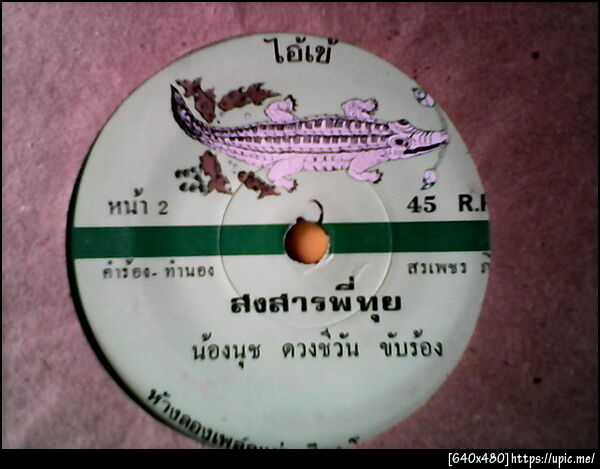 ไอ้เข้
หน้า 2
45 R.P
คำร้อง- ทำนอง
สรเพชร
สงสารพี่ทุย
น้องนุช ดวงชีวัน ขับร้อง
[640x480]https://upic.me/